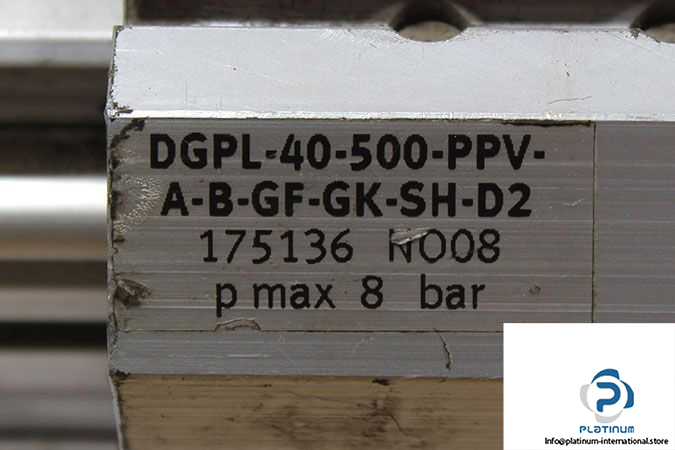 DGPL-40-500-PPV-
A-B-GF-GK-SH-D2
175136 NO08
p max 8 bar
PLATINUM
Info@platinum-international.store